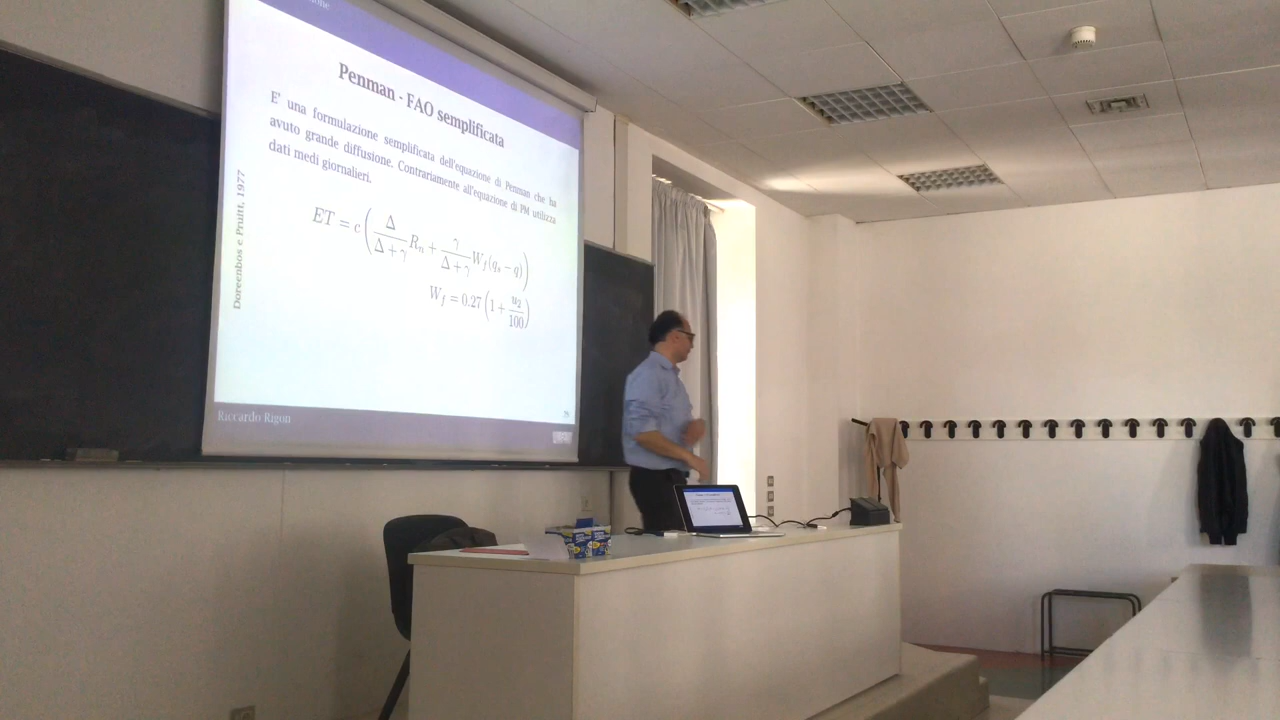 Penman - FAO semplificata
E' una formulazione semplificata dell'equazione di Penman che ha
avuto grande diffusione. Contrariamente all'equazione di PM utilizza
dati medi giornalieri.
Doreenbos e Pruitt, 1977
ET = c ( Δ / (Δ + γ) R_n + γ / (Δ + γ) W_f (q_s − q) )
W_f = 0.27 ( 1 + u_2 / 100 )
Riccardo Rigon